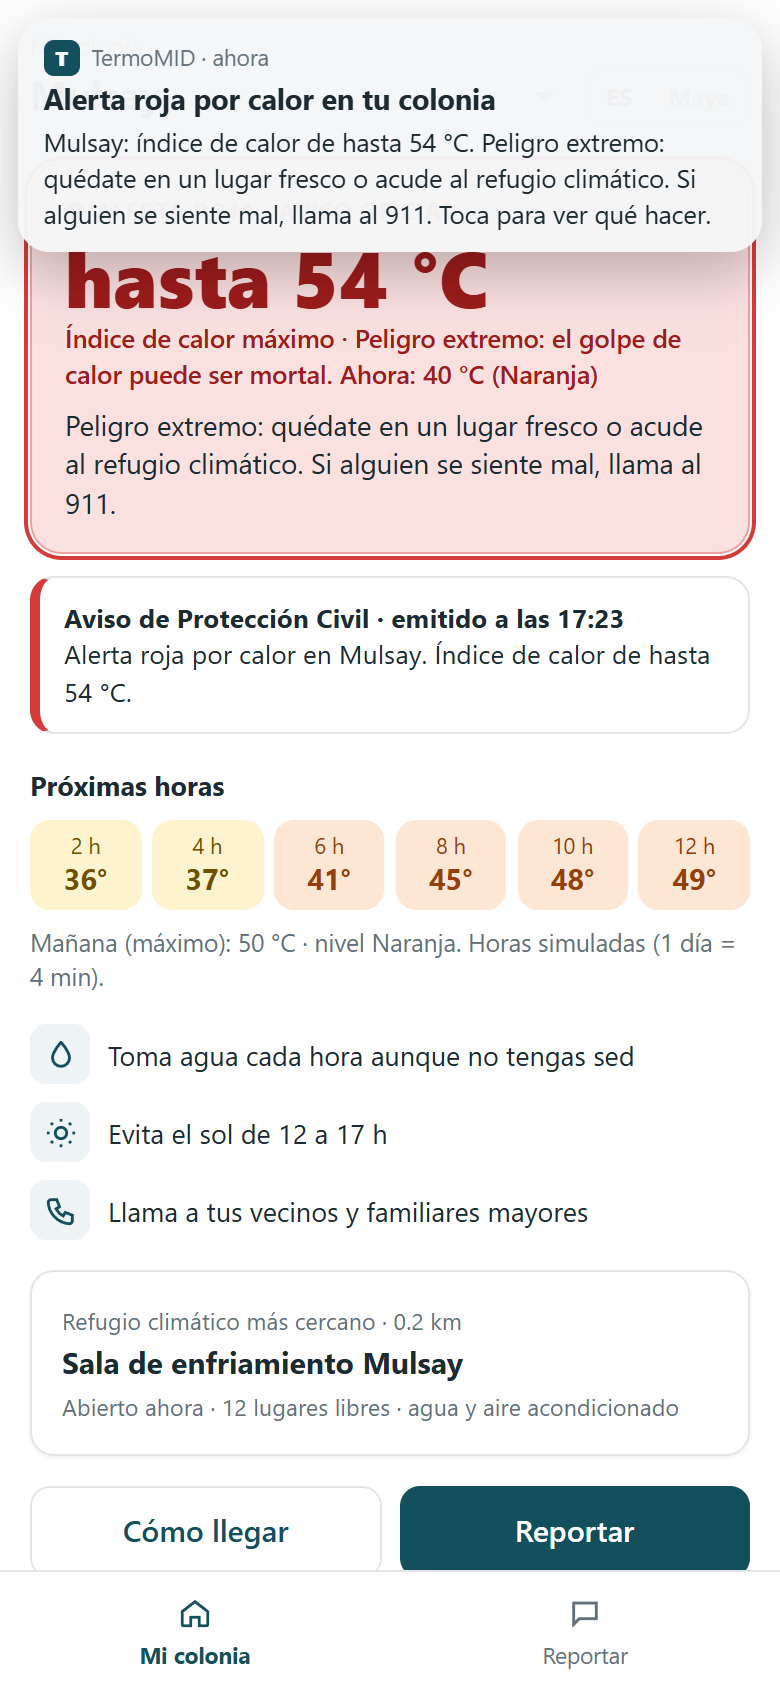 T TermoMID · ahora
Alerta roja por calor en tu colonia
Mulsay: índice de calor de hasta 54 °C. Peligro extremo:
quédate en un lugar fresco o acude al refugio climático. Si
alguien se siente mal, llama al 911. Toca para ver qué hacer.
ES Maya
hasta 54 °C
Índice de calor máximo · Peligro extremo: el golpe de
calor puede ser mortal. Ahora: 40 °C (Naranja)
Peligro extremo: quédate en un lugar fresco o acude
al refugio climático. Si alguien se siente mal, llama al
911.
Aviso de Protección Civil · emitido a las 17:23
Alerta roja por calor en Mulsay. Índice de calor de hasta
54 °C.
Próximas horas
2 h 4 h 6 h 8 h 10 h 12 h
36° 37° 41° 45° 48° 49°
Mañana (máximo): 50 °C · nivel Naranja. Horas simuladas (1 día =
4 min).
Toma agua cada hora aunque no tengas sed
Evita el sol de 12 a 17 h
Llama a tus vecinos y familiares mayores
Refugio climático más cercano · 0.2 km
Sala de enfriamiento Mulsay
Abierto ahora · 12 lugares libres · agua y aire acondicionado
Cómo llegar Reportar
Mi colonia Reportar